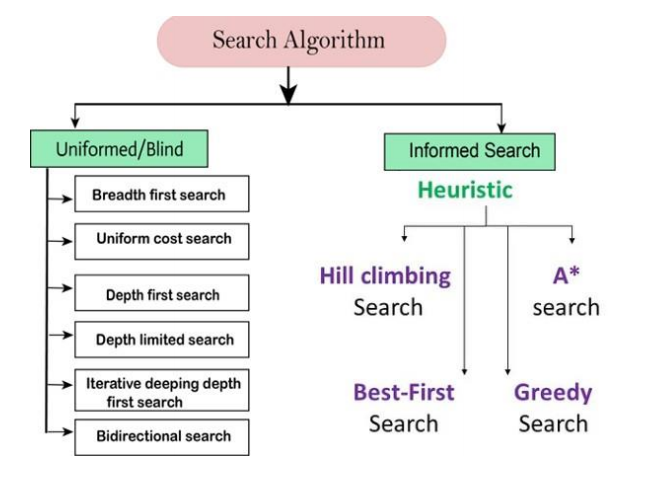 Search Algorithm
Uniformed/Blind
Breadth first search
Uniform cost search
Depth first search
Depth limited search
Iterative deeping depth
first search
Bidirectional search
Informed Search
Heuristic
Hill climbing
Search
A*
search
Best-First
Search
Greedy
Search